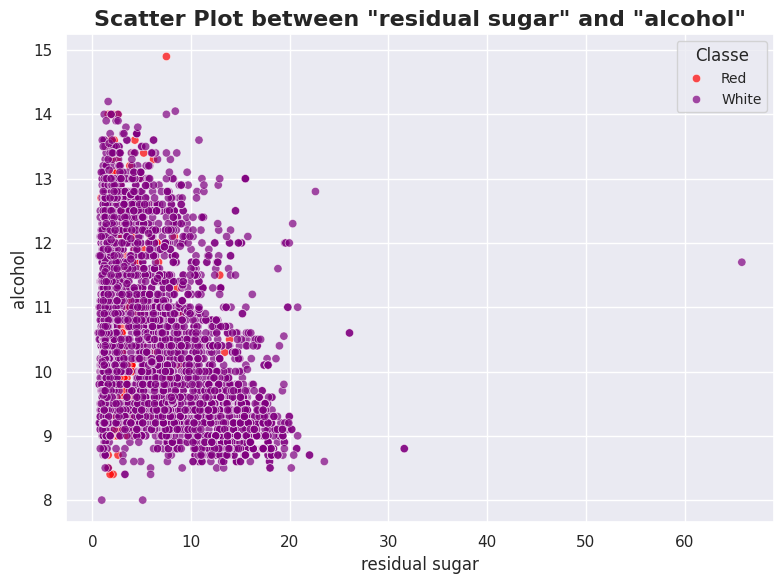 Scatter Plot between "residual sugar" and "alcohol"
Classe
Red
White
alcohol
15
14
13
12
11
10
9
8
0 10 20 30 40 50 60
residual sugar